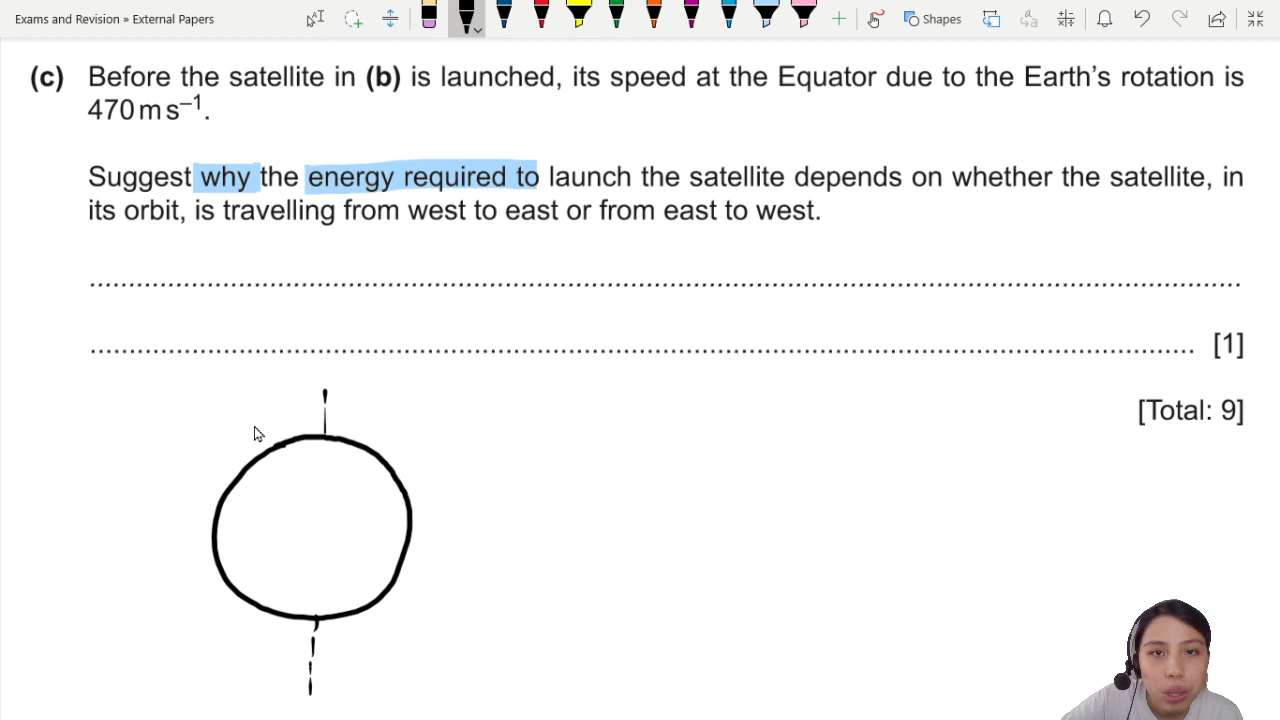 Exams and Revision » External Papers
Shapes
(c) Before the satellite in (b) is launched, its speed at the Equator due to the Earth's rotation is
470 m s⁻¹.
Suggest why the energy required to launch the satellite depends on whether the satellite, in
its orbit, is travelling from west to east or from east to west.
[1]
[Total: 9]